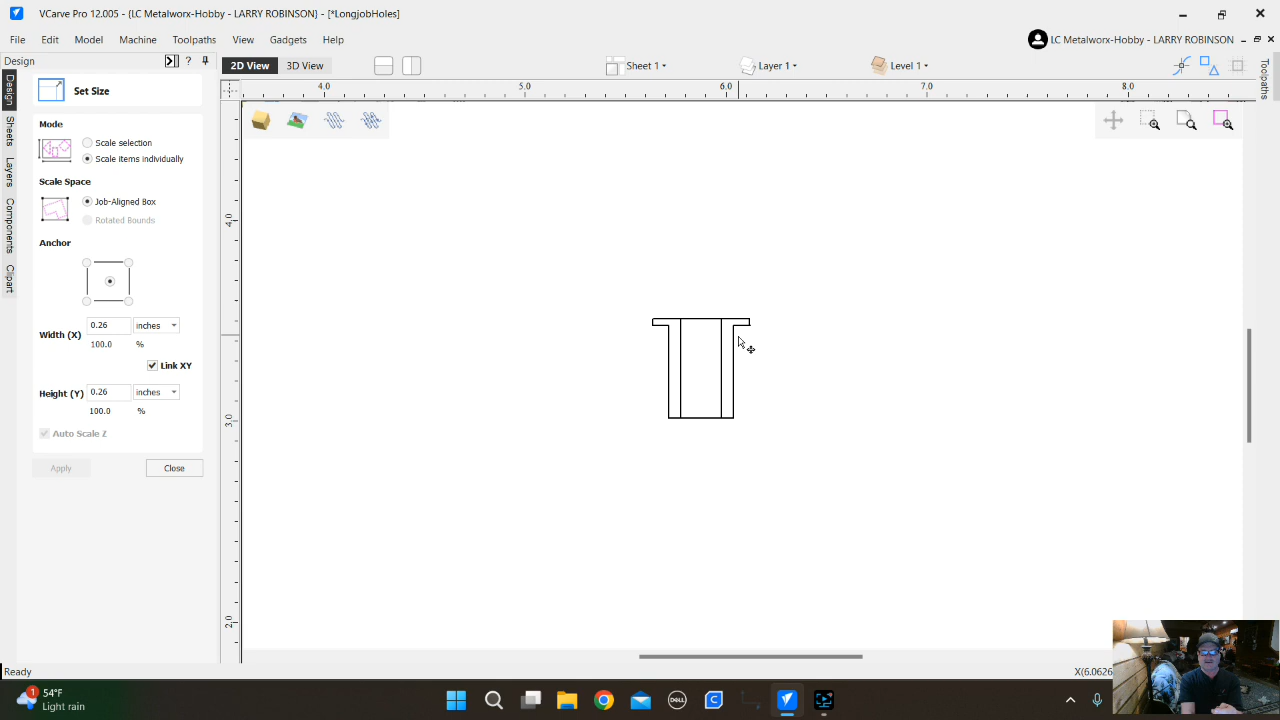 VCarve Pro 12.005 - {LC Metalworx-Hobby - LARRY ROBINSON} - [*LongjobHoles]
File Edit Model Machine Toolpaths View Gadgets Help
LC Metalworx-Hobby - LARRY ROBINSON
Design
2D View 3D View
Sheet 1
Layer 1
Level 1
Design
Sheets
Layers
Components
Clipart
Toolpaths
4.0 5.0 6.0 7.0 8.0
4.0
3.0
2.0
Set Size
Mode
Scale selection
Scale items individually
Scale Space
Job-Aligned Box
Rotated Bounds
Anchor
Width (X) 0.26 inches
100.0 %
Link XY
Height (Y) 0.26 inches
100.0 %
Auto Scale Z
Apply Close
Ready
X(6.0626
1
54°F
Light rain
DELL